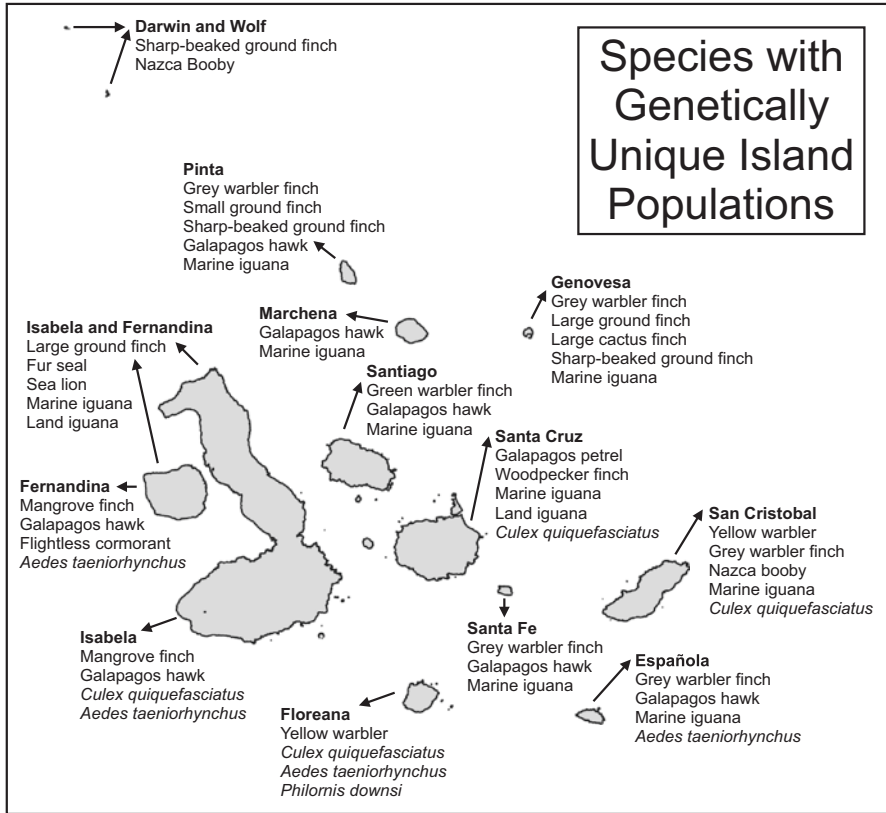 Darwin and Wolf
Sharp-beaked ground finch
Nazca Booby
Species with
Genetically
Unique Island
Populations
Pinta
Grey warbler finch
Small ground finch
Sharp-beaked ground finch
Galapagos hawk
Marine iguana
Genovesa
Grey warbler finch
Large ground finch
Large cactus finch
Sharp-beaked ground finch
Marine iguana
Marchena
Galapagos hawk
Marine iguana
Isabela and Fernandina
Large ground finch
Fur seal
Sea lion
Marine iguana
Land iguana
Santiago
Green warbler finch
Galapagos hawk
Marine iguana
Santa Cruz
Galapagos petrel
Woodpecker finch
Marine iguana
Land iguana
Culex quiquefasciatus
Fernandina
Mangrove finch
Galapagos hawk
Flightless cormorant
Aedes taeniorhynchus
San Cristobal
Yellow warbler
Grey warbler finch
Nazca booby
Marine iguana
Culex quiquefasciatus
Isabela
Mangrove finch
Galapagos hawk
Culex quiquefasciatus
Aedes taeniorhynchus
Santa Fe
Grey warbler finch
Galapagos hawk
Marine iguana
Española
Grey warbler finch
Galapagos hawk
Marine iguana
Aedes taeniorhynchus
Floreana
Yellow warbler
Culex quiquefasciatus
Aedes taeniorhynchus
Philornis downsi